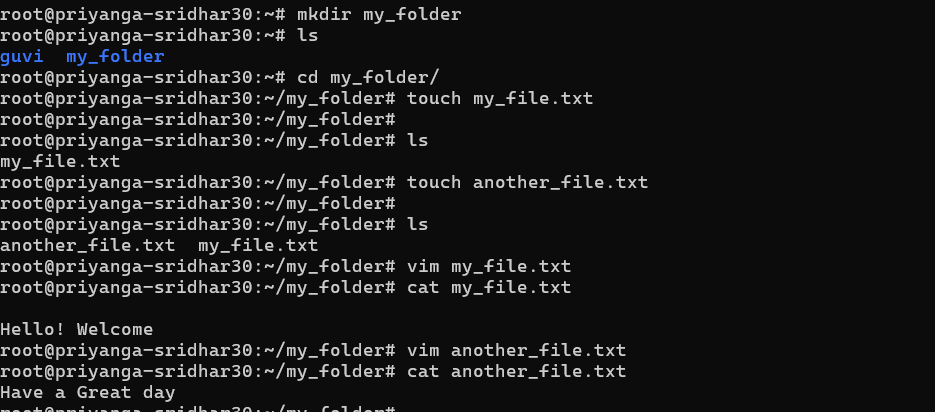 root@priyanga-sridhar30:~# mkdir my_folder
root@priyanga-sridhar30:~# ls
guvi  my_folder
root@priyanga-sridhar30:~# cd my_folder/
root@priyanga-sridhar30:~/my_folder# touch my_file.txt
root@priyanga-sridhar30:~/my_folder#
root@priyanga-sridhar30:~/my_folder# ls
my_file.txt
root@priyanga-sridhar30:~/my_folder# touch another_file.txt
root@priyanga-sridhar30:~/my_folder#
root@priyanga-sridhar30:~/my_folder# ls
another_file.txt  my_file.txt
root@priyanga-sridhar30:~/my_folder# vim my_file.txt
root@priyanga-sridhar30:~/my_folder# cat my_file.txt

Hello! Welcome
root@priyanga-sridhar30:~/my_folder# vim another_file.txt
root@priyanga-sridhar30:~/my_folder# cat another_file.txt
Have a Great day
root@priyanga-sridhar30:~/my_folder#